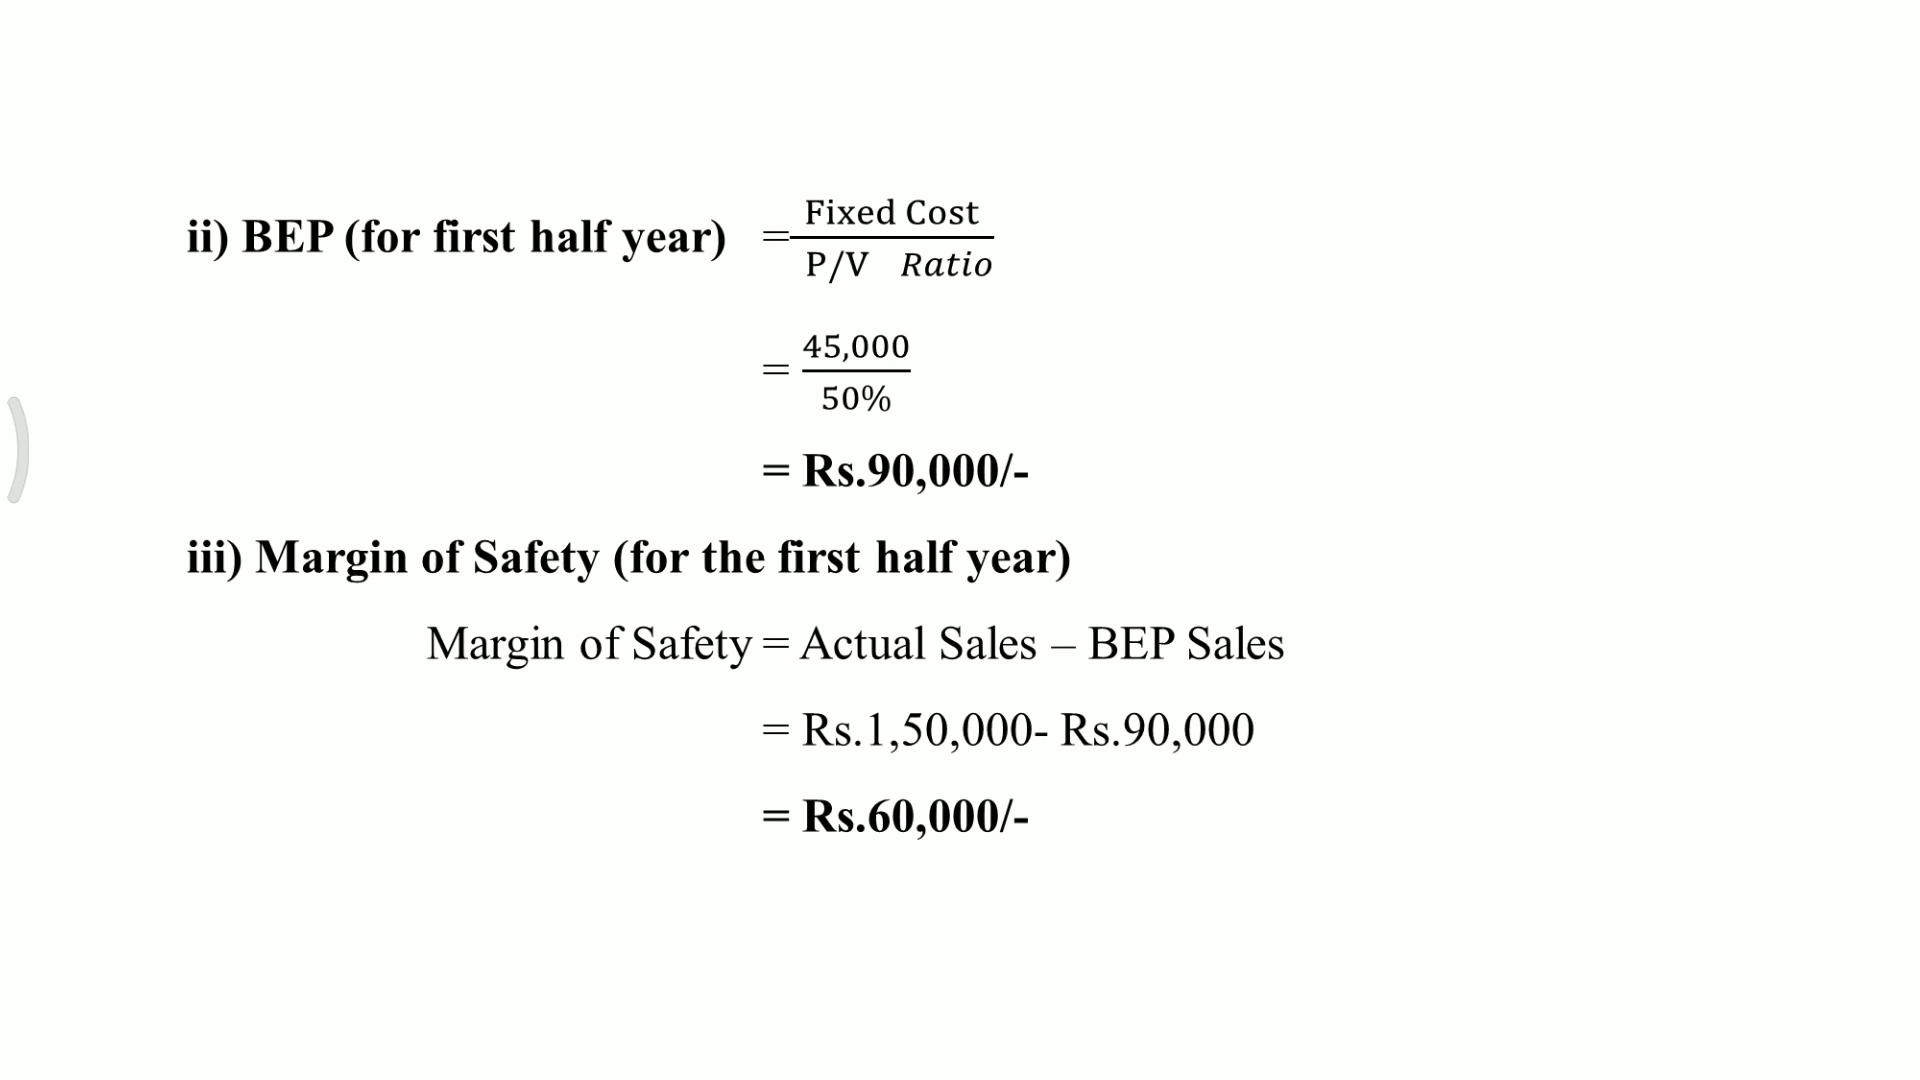 ii) BEP (for first half year) = Fixed Cost / P/V Ratio
= 45,000 / 50%
= Rs.90,000/-
iii) Margin of Safety (for the first half year)
Margin of Safety = Actual Sales – BEP Sales
= Rs.1,50,000- Rs.90,000
= Rs.60,000/-